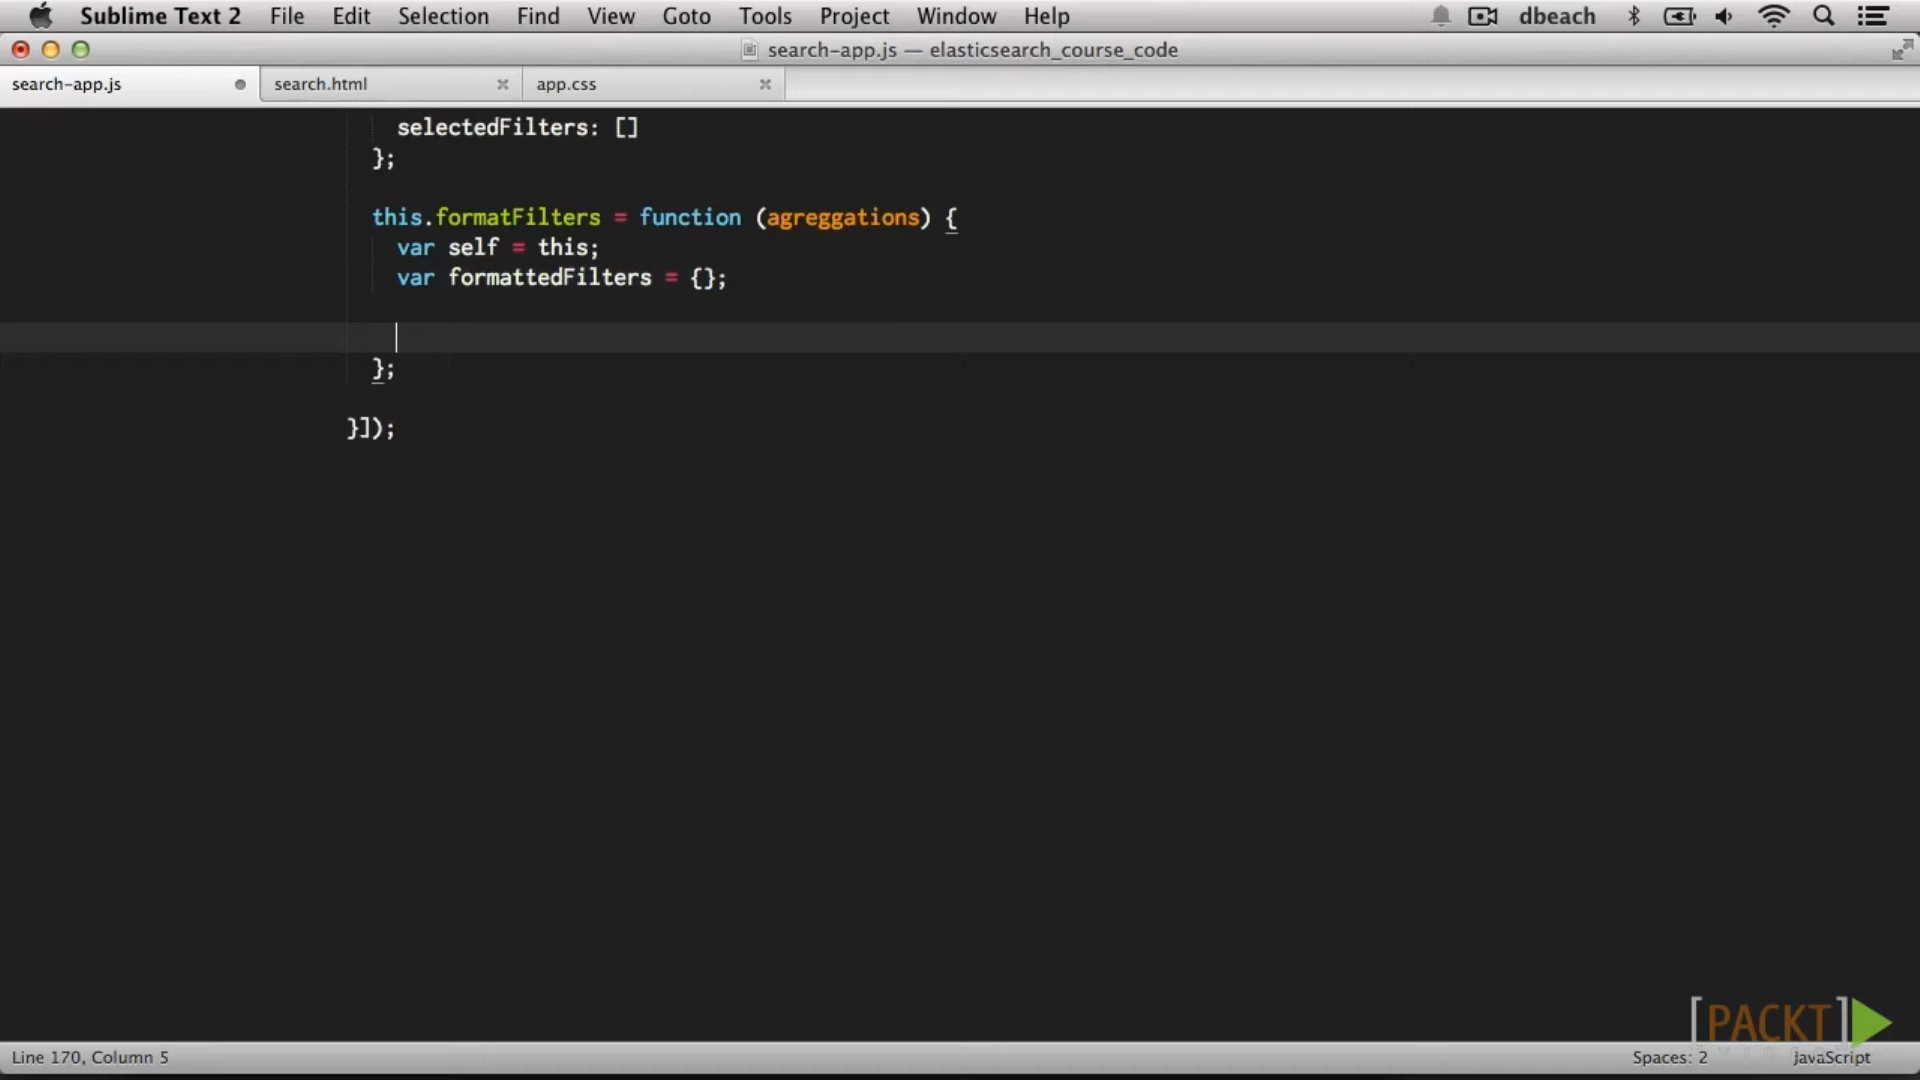 Sublime Text 2 File Edit Selection Find View Goto Tools Project Window Help dbeach
search-app.js — elasticsearch_course_code
search-app.js search.html app.css
selectedFilters: []
};
this.formatFilters = function (agreggations) {
var self = this;
var formattedFilters = {};
};
}]);
[PACKT]
Line 170, Column 5 Spaces: 2 JavaScript